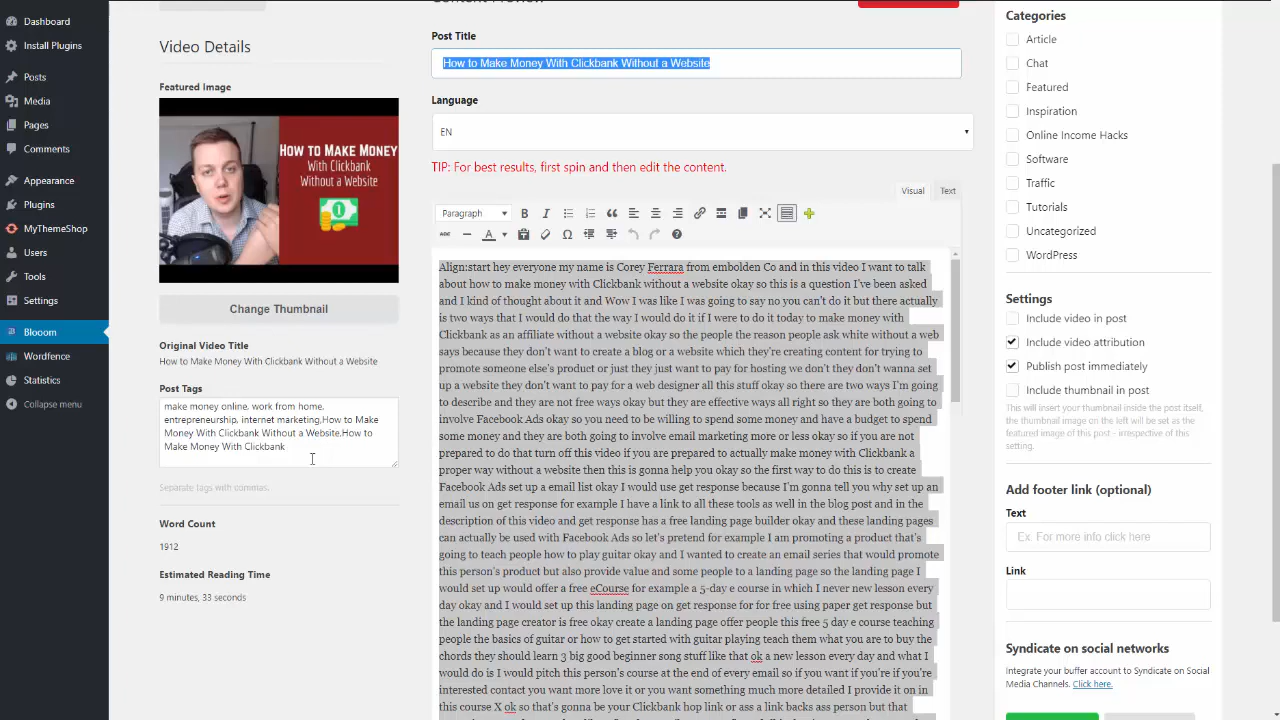 Dashboard
Install Plugins
Posts
Media
Pages
Comments
Appearance
Plugins
MyThemeShop
Users
Tools
Settings
Blooom
Wordfence
Statistics
Collapse menu
Video Details
Featured Image
HOW TO MAKE MONEY
With Clickbank
Without a Website
Change Thumbnail
Original Video Title
How to Make Money With Clickbank Without a Website
Post Tags
make money online, work from home,
entrepreneurship, internet marketing,How to Make
Money With Clickbank Without a Website.How to
Make Money With Clickbank
Separate Tags with commas.
Word Count
1912
Estimated Reading Time
9 minutes, 33 seconds
Post Title
How to Make Money With Clickbank Without a Website
Language
EN
TIP: For best results, first spin and then edit the content.
Visual
Text
Paragraph
B I
ABC
A
Align:start hey everyone my name is Corey Ferrara from embolden Co and in this video I want to talk
about how to make money with Clickbank without a website okay so this is a question I've been asked
and I kind of thought about it and Wow I was like I was going to say no you can't do it but there actually
is two ways that I would do that the way I would do it if I were to do it today to make money with
Clickbank as an affiliate without a website okay so the people the reason people ask white without a web
says because they don't want to create a blog or a website which they're creating content for trying to
promote someone else's product or just they just want to pay for hosting we don't they don't wanna set
up a website they don't want to pay for a web designer all this stuff okay so there are two ways I'm going
to describe and they are not free ways okay but they are effective ways all right so they are going to
involve Facebook Ads okay so you need to be willing to spend some money and have a budget to spend
some money and they are both going to involve email marketing more or less okay so if you are not
prepared to do that turn off this video if you are prepared to actually make money with Clickbank a
proper way without a website then this is gonna help you okay so the first way to do this is to create
Facebook Ads set up a email list okay I would use get response because I'm gonna tell you why set up an
email us on get response for example I have a link to all these tools as well in the blog post and in the
description of this video and get response has a free landing page builder okay and these landing pages
can actually be used with Facebook Ads so let's pretend for example I am promoting a product that's
going to teach people how to play guitar okay and I wanted to create an email series that would promote
this person's product but also provide value and some people to a landing page so the landing page I
would set up would offer a free eCourse for example a 5-day e course in which I never new lesson every
day okay and I would set up this landing page on get response for for free using paper get response but
the landing page creator is free okay create a landing page offer people this free 5 day e course teaching
people the basics of guitar or how to get started with guitar playing teach them what you are to buy the
chords they should learn 3 big good beginner song stuff like that ok a new lesson every day and what I
would do is I would pitch this person's course at the end of every email so if you want if you're if you're
interested contact you want more love it or you want something much more detailed I provide it on in
this course X ok so that's gonna be your Clickbank hop link or ass a link backs ass person but that
Categories
Article
Chat
Featured
Inspiration
Online Income Hacks
Software
Traffic
Tutorials
Uncategorized
WordPress
Settings
Include video in post
Include video attribution
Publish post immediately
Include thumbnail in post
This will insert your thumbnail inside the post itself,
the thumbnail image on the left will be set as the
featured image of this post - irrespective of this
setting.
Add footer link (optional)
Text
Ex. For more info click here
Link
Syndicate on social networks
Integrate your buffer account to Syndicate on Social
Media Channels. Click here.